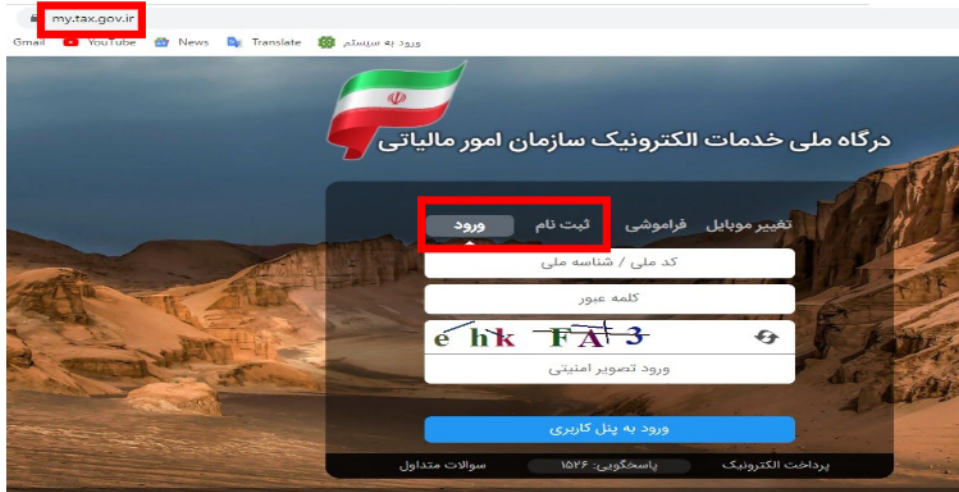 my.tax.gov.ir
Gmail YouTube News Translate ورود به سیستم
درگاه ملی خدمات الکترونیک سازمان امور مالیاتی
تغییر موبایل فراموشی ثبت نام ورود
کد ملی / شناسه ملی
کلمه عبور
e hk FA 3
ورود تصویر امنیتی
ورود به پنل کاربری
پرداخت الکترونیک پاسخگویی: ۱۵۲۶ سوالات متداول